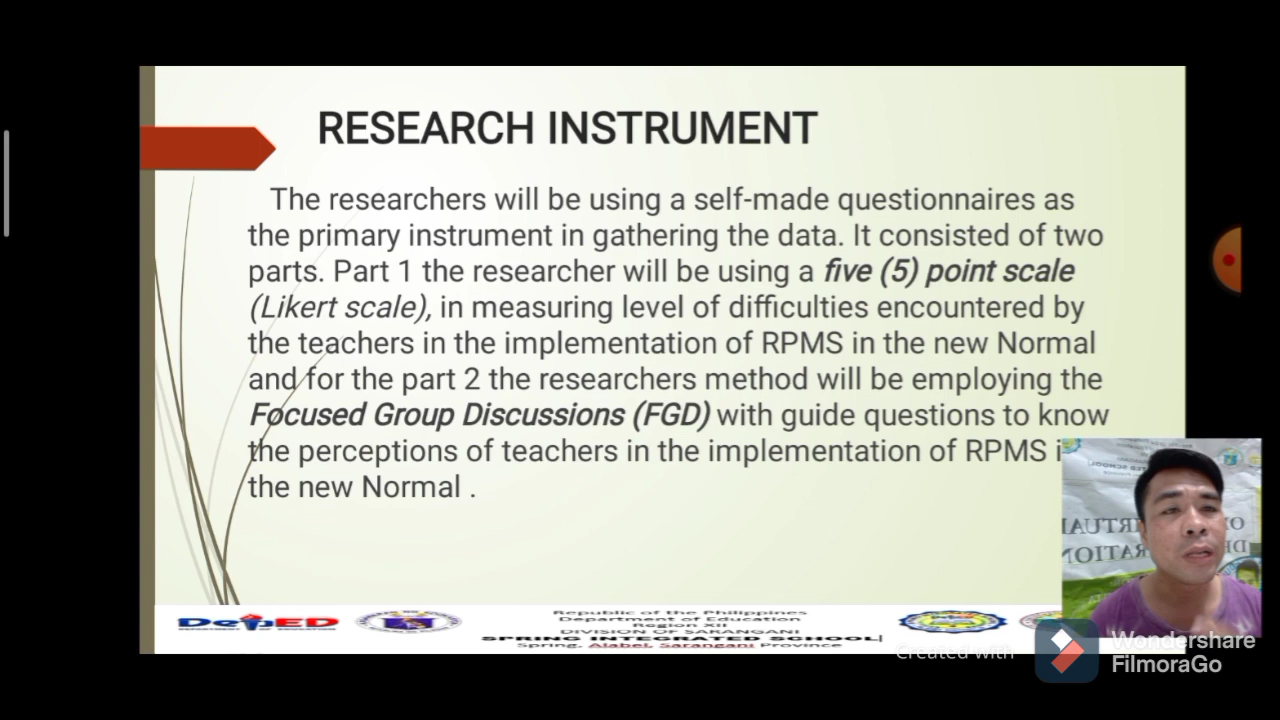 RESEARCH INSTRUMENT
The researchers will be using a self-made questionnaires as
the primary instrument in gathering the data. It consisted of two
parts. Part 1 the researcher will be using a five (5) point scale
(Likert scale), in measuring level of difficulties encountered by
the teachers in the implementation of RPMS in the new Normal
and for the part 2 the researchers method will be employing the
Focused Group Discussions (FGD) with guide questions to know
the perceptions of teachers in the implementation of RPMS
the new Normal .
DepED
DEPARTMENT OF EDUCATION
Republic of the Philippines
Department of Education
Region XII
DIVISION OF SARANGANI
SPRING INTEGRATED SCHOOL
Spring, Alabel, Sarangani Province
Created with
Wondershare
FilmoraGo